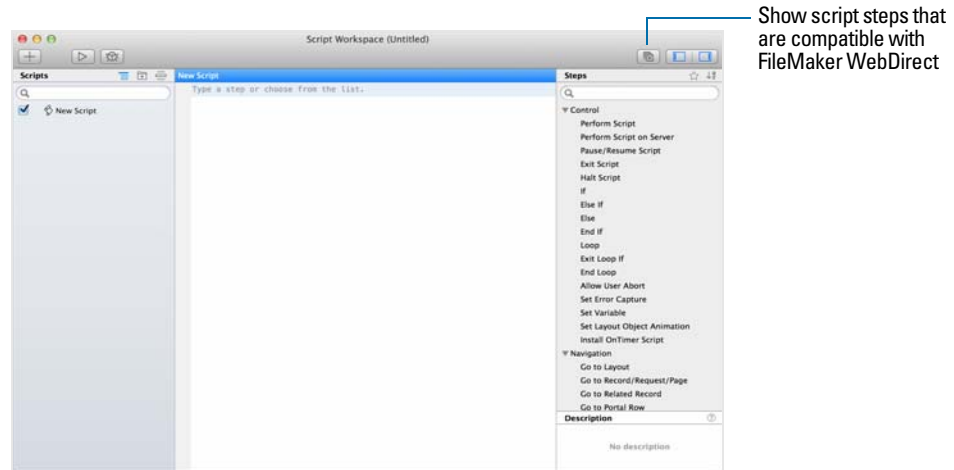 Show script steps that
are compatible with
FileMaker WebDirect
Script Workspace (Untitled)
Scripts
New Script
Steps
Type a step or choose from the list.
New Script
Control
Perform Script
Perform Script on Server
Pause/Resume Script
Exit Script
Halt Script
If
Else If
Else
End If
Loop
Exit Loop If
End Loop
Allow User Abort
Set Error Capture
Set Variable
Set Layout Object Animation
Install OnTimer Script
Navigation
Go to Layout
Go to Record/Request/Page
Go to Related Record
Go to Portal Row
Description
No description